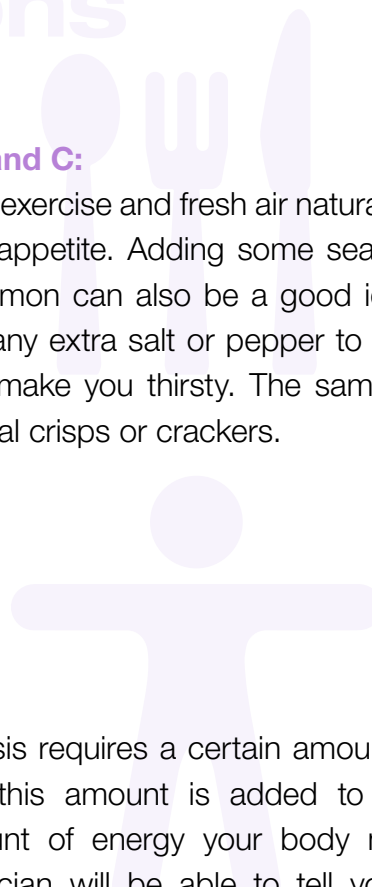 ons
and C:
exercise and fresh air natura
appetite. Adding some sea
mon can also be a good i
any extra salt or pepper to
make you thirsty. The sam
al crisps or crackers.
sis requires a certain amou
this amount is added to
unt of energy your body
cian will be able to tell yo